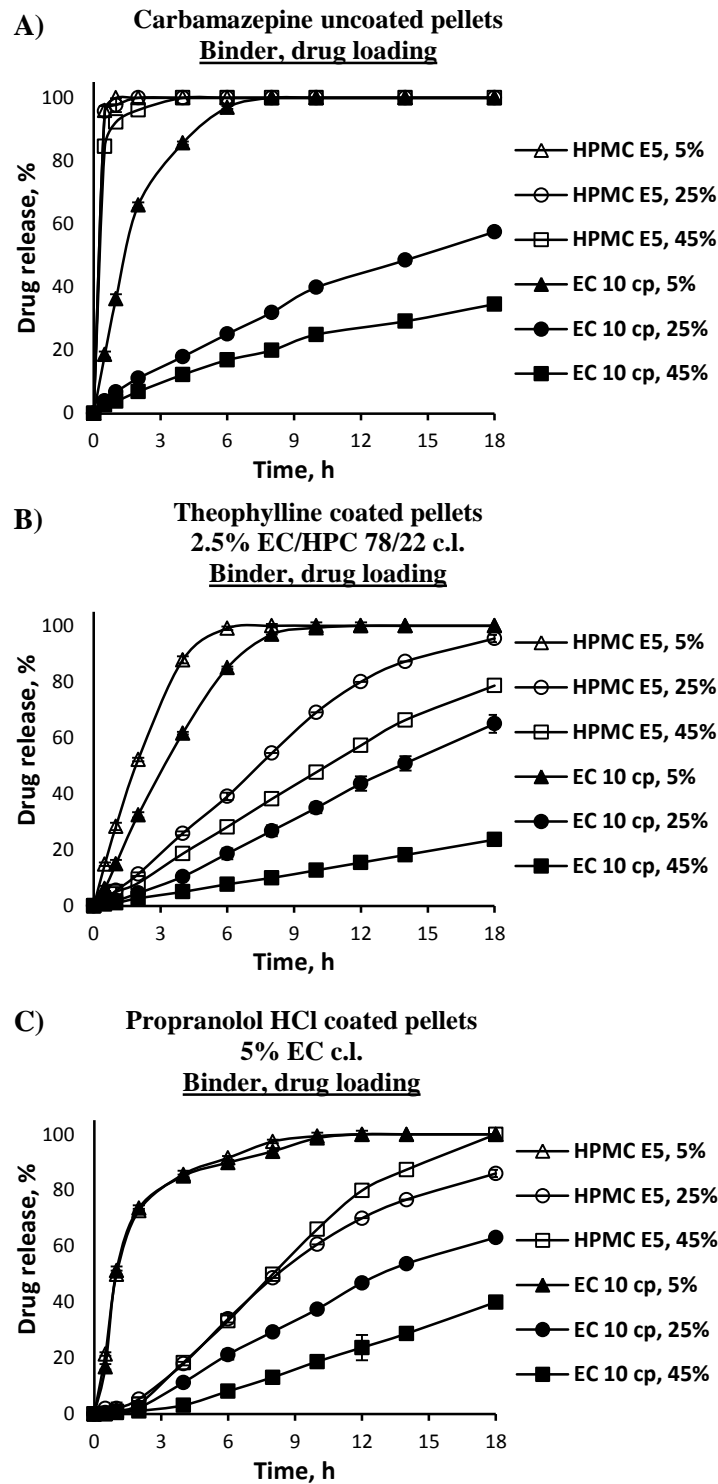 A)
Carbamazepine uncoated pellets
Binder, drug loading
Drug release, %
100
80
60
40
20
0
0 3 6 9 12 15 18
Time, h
HPMC E5, 5%
HPMC E5, 25%
HPMC E5, 45%
EC 10 cp, 5%
EC 10 cp, 25%
EC 10 cp, 45%
B)
Theophylline coated pellets
2.5% EC/HPC 78/22 c.l.
Binder, drug loading
Drug release, %
100
80
60
40
20
0
0 3 6 9 12 15 18
Time, h
HPMC E5, 5%
HPMC E5, 25%
HPMC E5, 45%
EC 10 cp, 5%
EC 10 cp, 25%
EC 10 cp, 45%
C)
Propranolol HCl coated pellets
5% EC c.l.
Binder, drug loading
Drug release, %
100
80
60
40
20
0
0 3 6 9 12 15 18
Time, h
HPMC E5, 5%
HPMC E5, 25%
HPMC E5, 45%
EC 10 cp, 5%
EC 10 cp, 25%
EC 10 cp, 45%